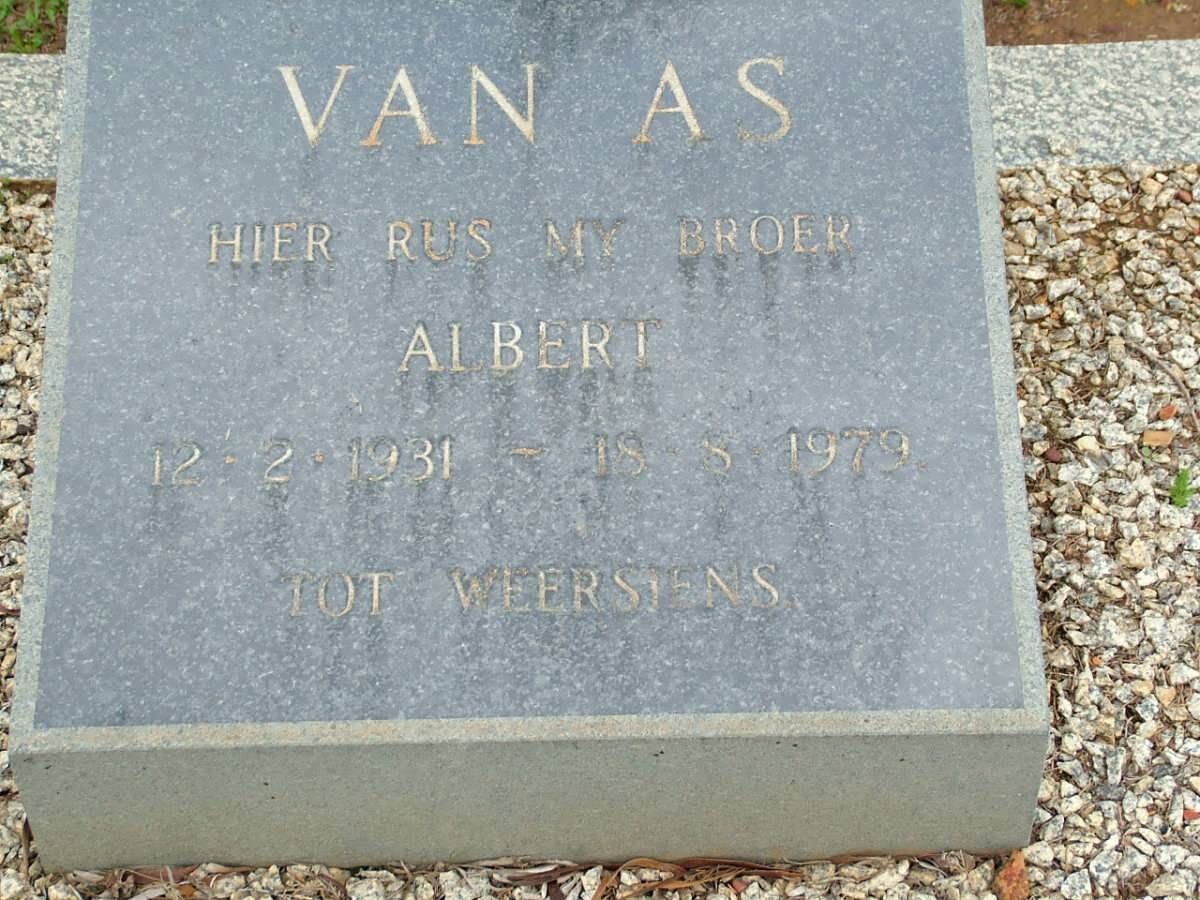 VAN AS
HIER RUS MY BROER
ALBERT
12 · 2 · 1931 – 18 · 8 · 1979.
TOT WEERSIENS.